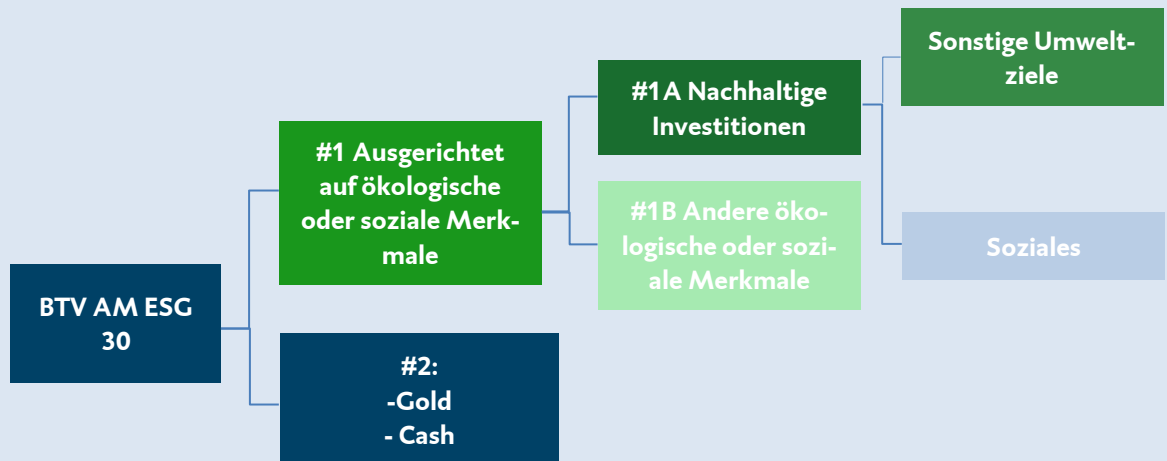 BTV AM ESG
30
#1 Ausgerichtet
auf ökologische
oder soziale Merk-
male
#2:
-Gold
- Cash
#1A Nachhaltige
Investitionen
#1B Andere öko-
logische oder sozi-
ale Merkmale
Sonstige Umwelt-
ziele
Soziales